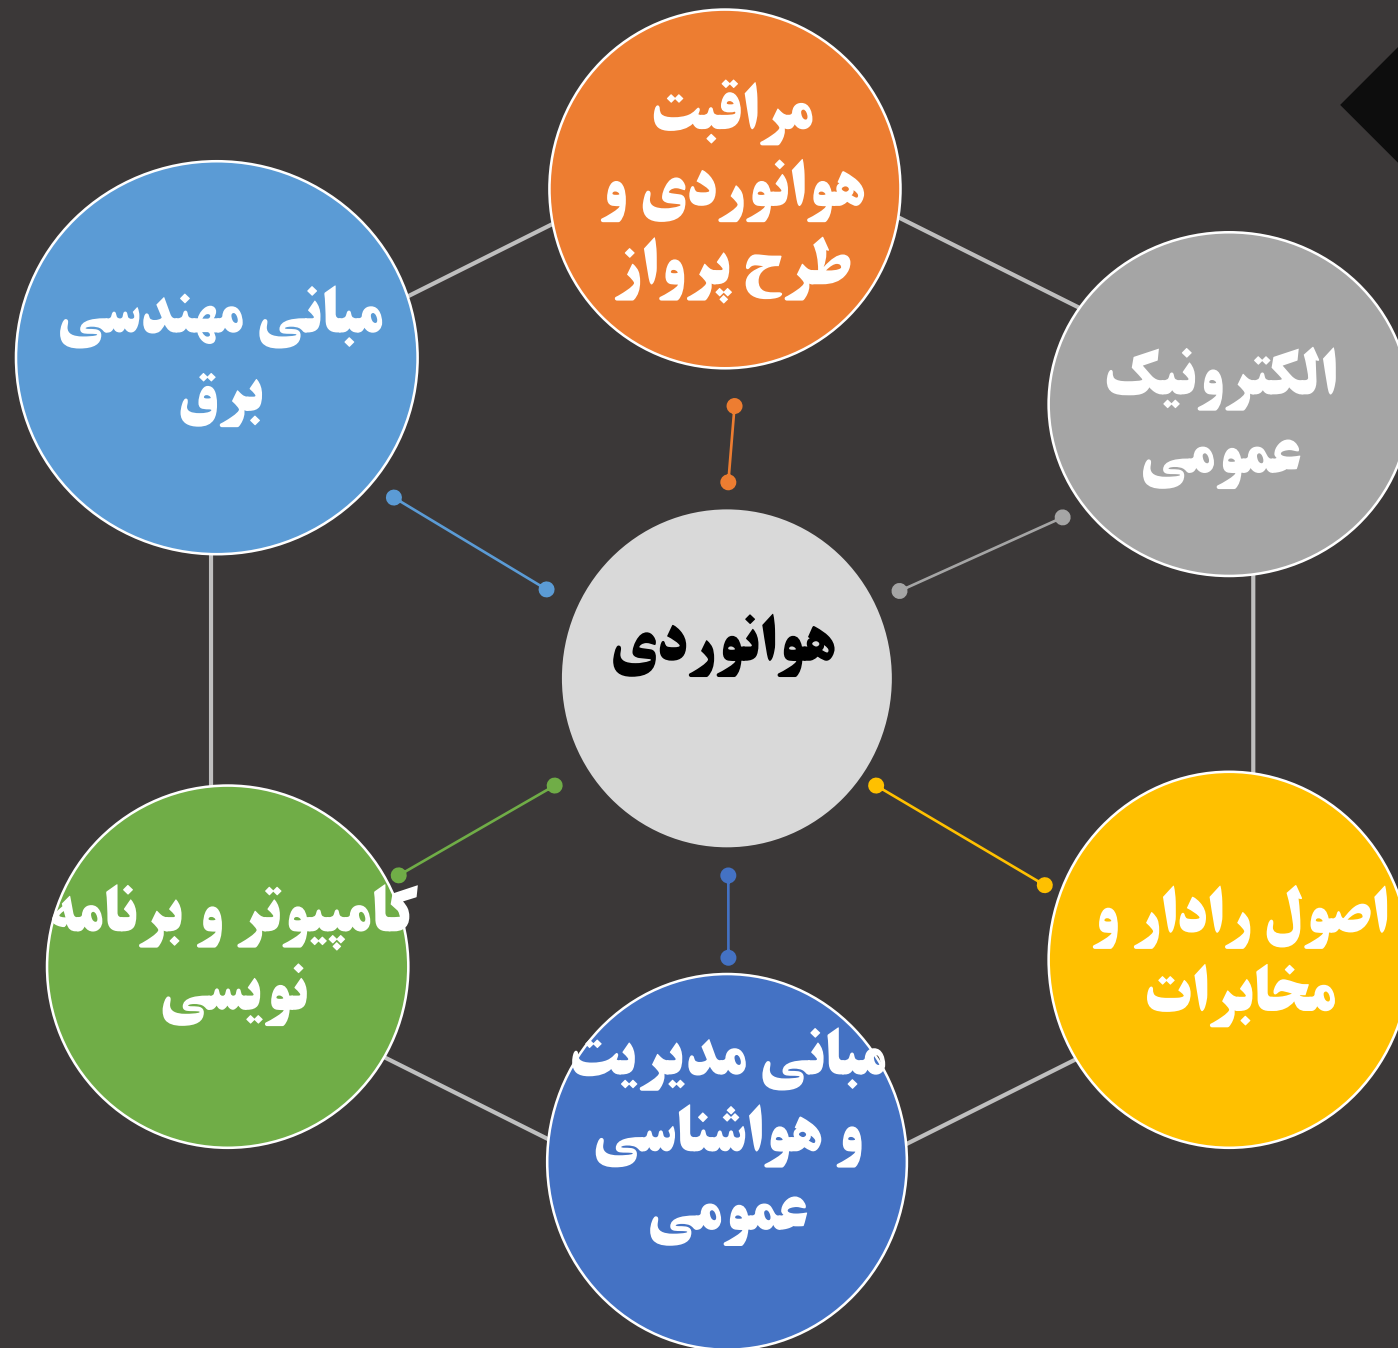 مراقبت
هوانوردی و
طرح پرواز
الکترونیک
عمومی
مبانی مهندسی
برق
هوانوردی
اصول رادار و
مخابرات
کامپیوتر و برنامه
نویسی
مبانی مدیریت
و هواشناسی
عمومی